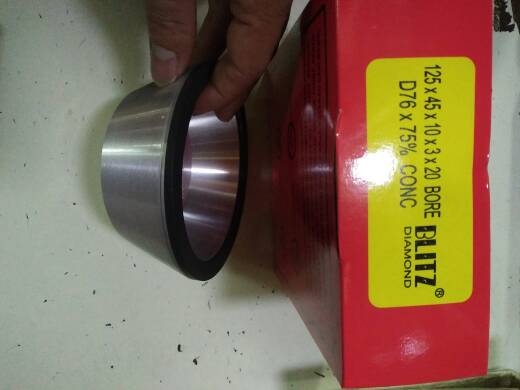 125 x 45 x 10 x 3 x 20 BORE
D76 x 75% CONC
BLITZ®
DIAMOND